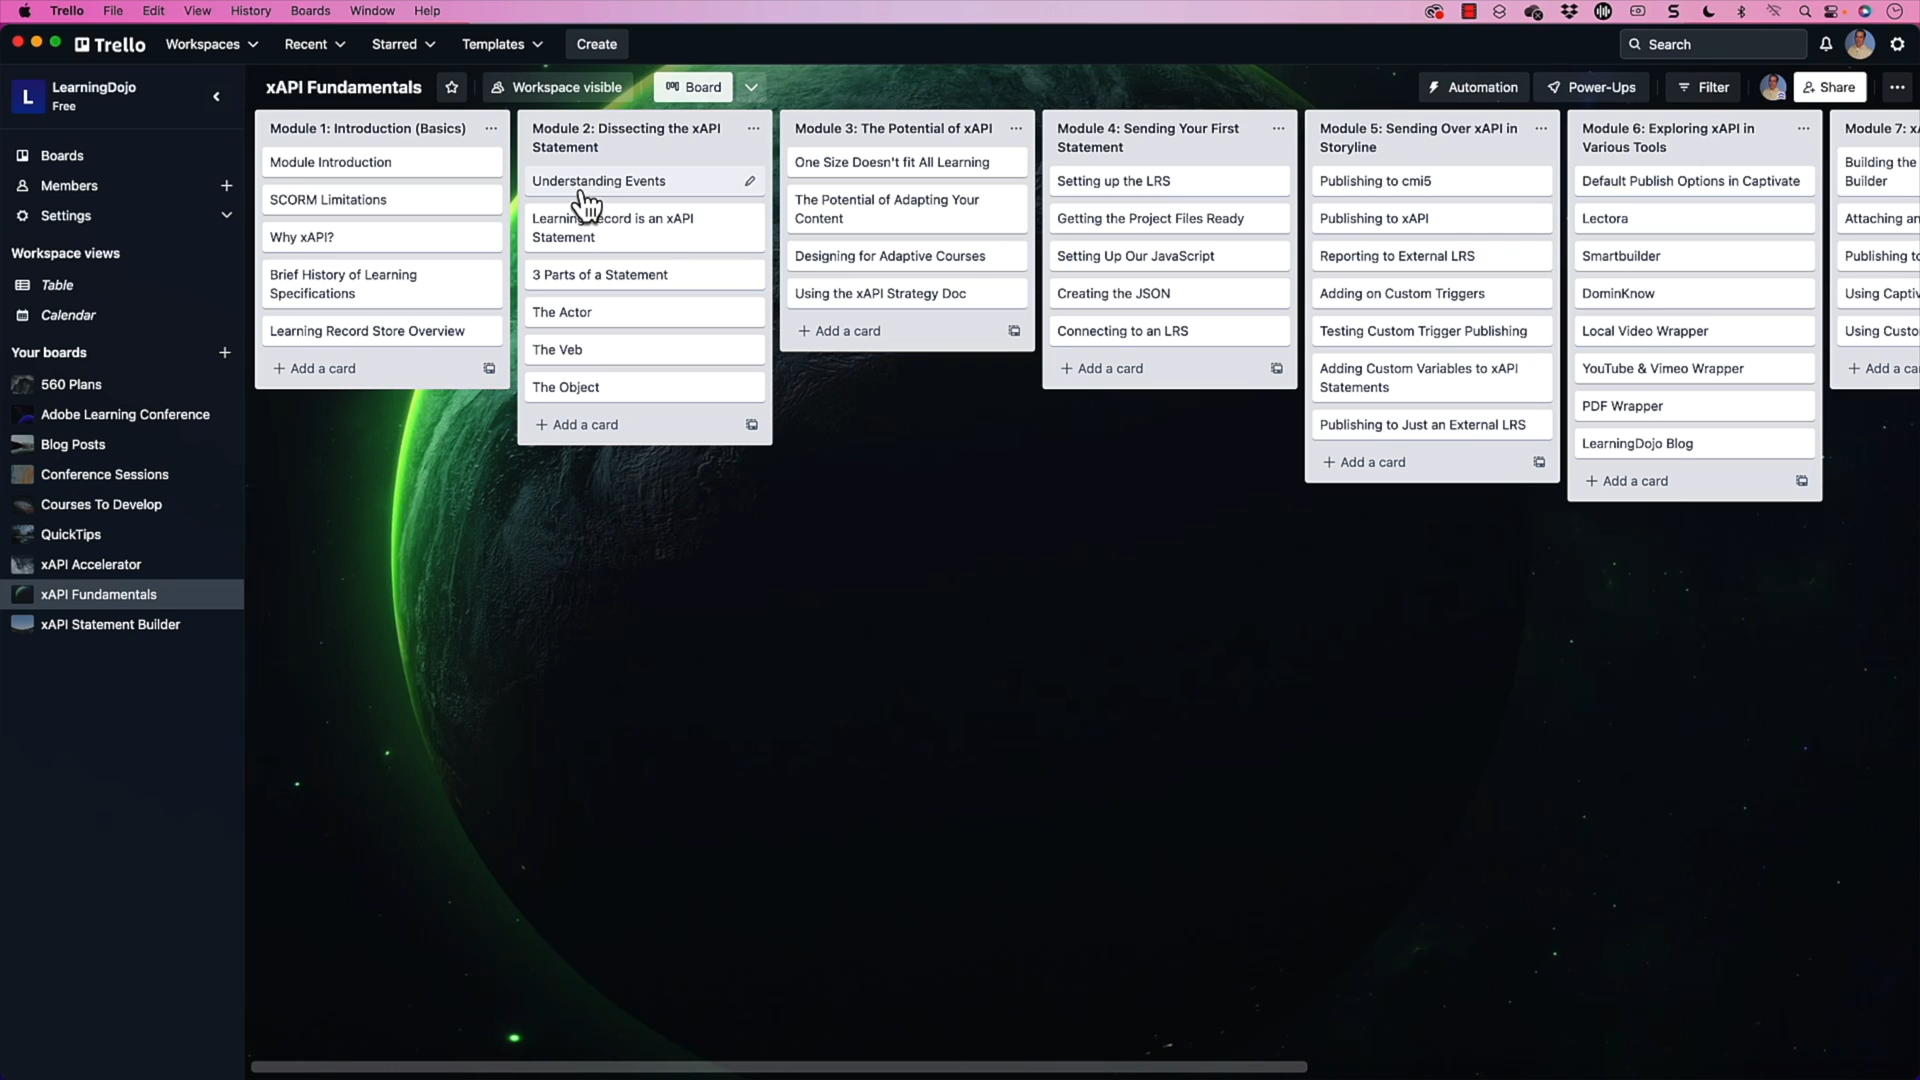 Trello File Edit View History Boards Window Help
Trello Workspaces Recent Starred Templates Create Search
L LearningDojo
Free
xAPI Fundamentals Workspace visible Board Automation Power-Ups Filter Share
Boards
Members
Settings
Workspace views
Table
Calendar
Your boards
560 Plans
Adobe Learning Conference
Blog Posts
Conference Sessions
Courses To Develop
QuickTips
xAPI Accelerator
xAPI Fundamentals
xAPI Statement Builder
Module 1: Introduction (Basics)
Module Introduction
SCORM Limitations
Why xAPI?
Brief History of Learning
Specifications
Learning Record Store Overview
Add a card
Module 2: Dissecting the xAPI
Statement
Understanding Events
Learning Record is an xAPI
Statement
3 Parts of a Statement
The Actor
The Veb
The Object
Add a card
Module 3: The Potential of xAPI
One Size Doesn't fit All Learning
The Potential of Adapting Your
Content
Designing for Adaptive Courses
Using the xAPI Strategy Doc
Add a card
Module 4: Sending Your First
Statement
Setting up the LRS
Getting the Project Files Ready
Setting Up Our JavaScript
Creating the JSON
Connecting to an LRS
Add a card
Module 5: Sending Over xAPI in
Storyline
Publishing to cmi5
Publishing to xAPI
Reporting to External LRS
Adding on Custom Triggers
Testing Custom Trigger Publishing
Adding Custom Variables to xAPI
Statements
Publishing to Just an External LRS
Add a card
Module 6: Exploring xAPI in
Various Tools
Default Publish Options in Captivate
Lectora
Smartbuilder
DominKnow
Local Video Wrapper
YouTube & Vimeo Wrapper
PDF Wrapper
LearningDojo Blog
Add a card
Module 7:
Building the
Builder
Attaching
Publishing
Using
Using
Add a